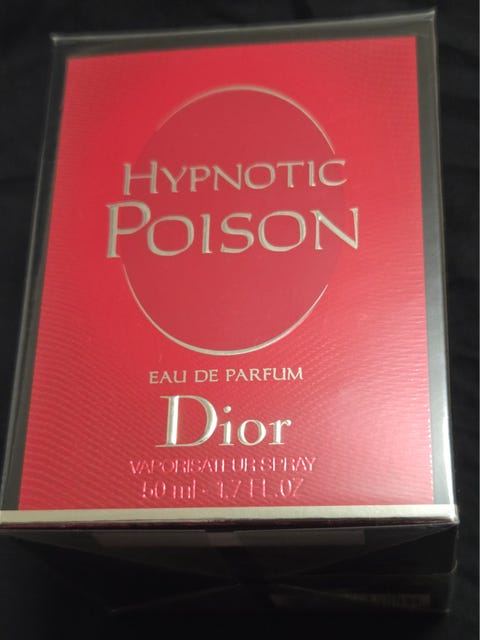 HYPNOTIC
POISON
EAU DE PARFUM
Dior
VAPORISATEUR SPRAY
50 ml - 1.7 FL.OZ